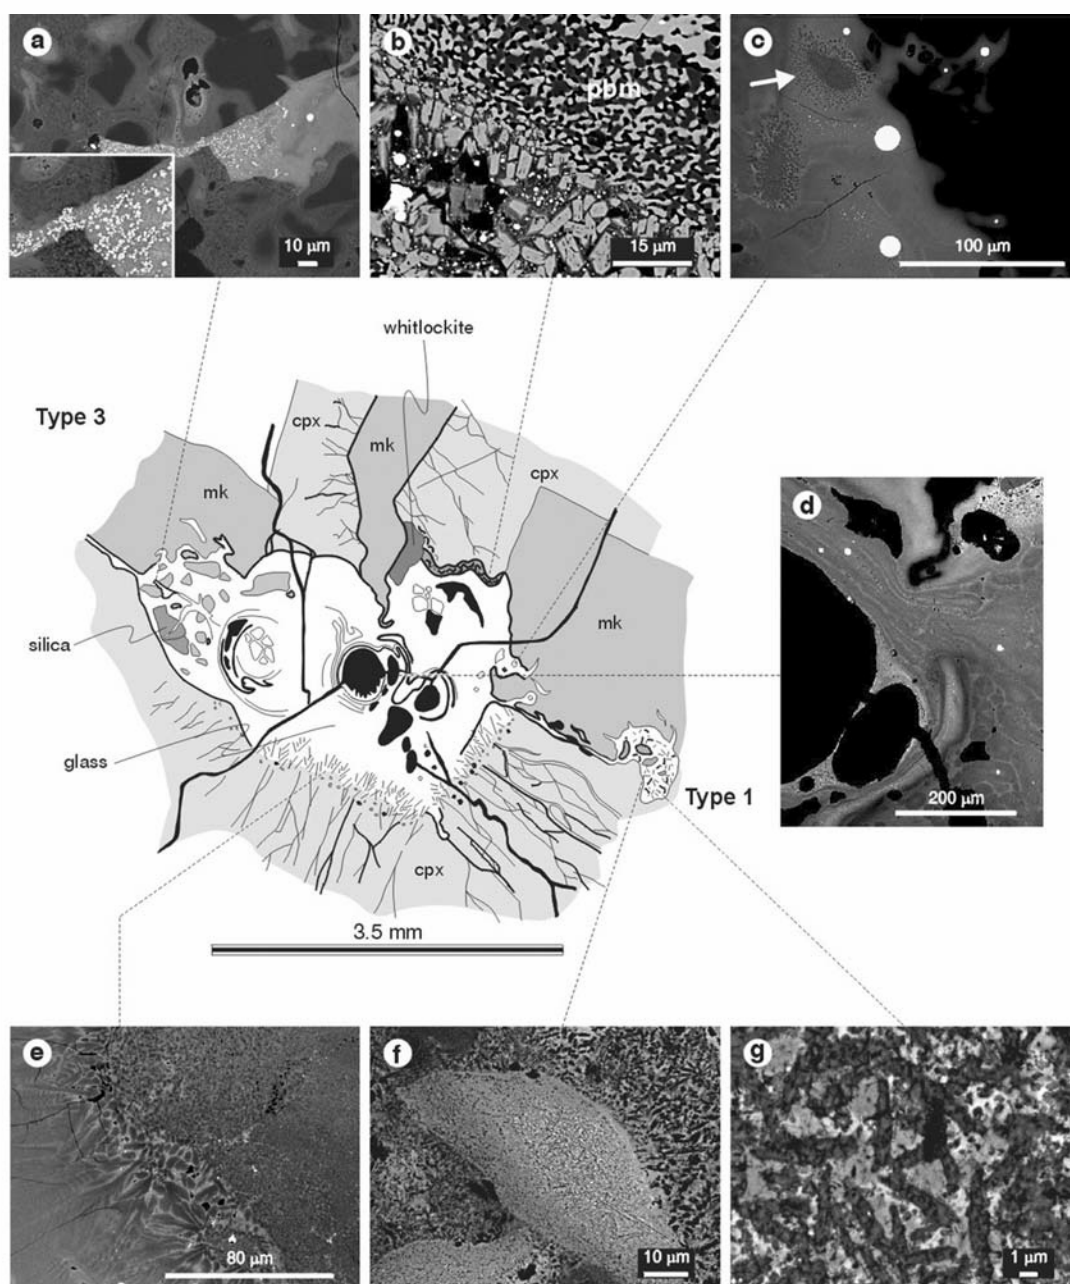 a
10 µm
b
pbm
15 µm
c
100 µm
whitlockite
Type 3
cpx
mk
cpx
mk
d
mk
silica
glass
Type 1
200 µm
cpx
3.5 mm
e
80 µm
f
10 µm
g
1 µm